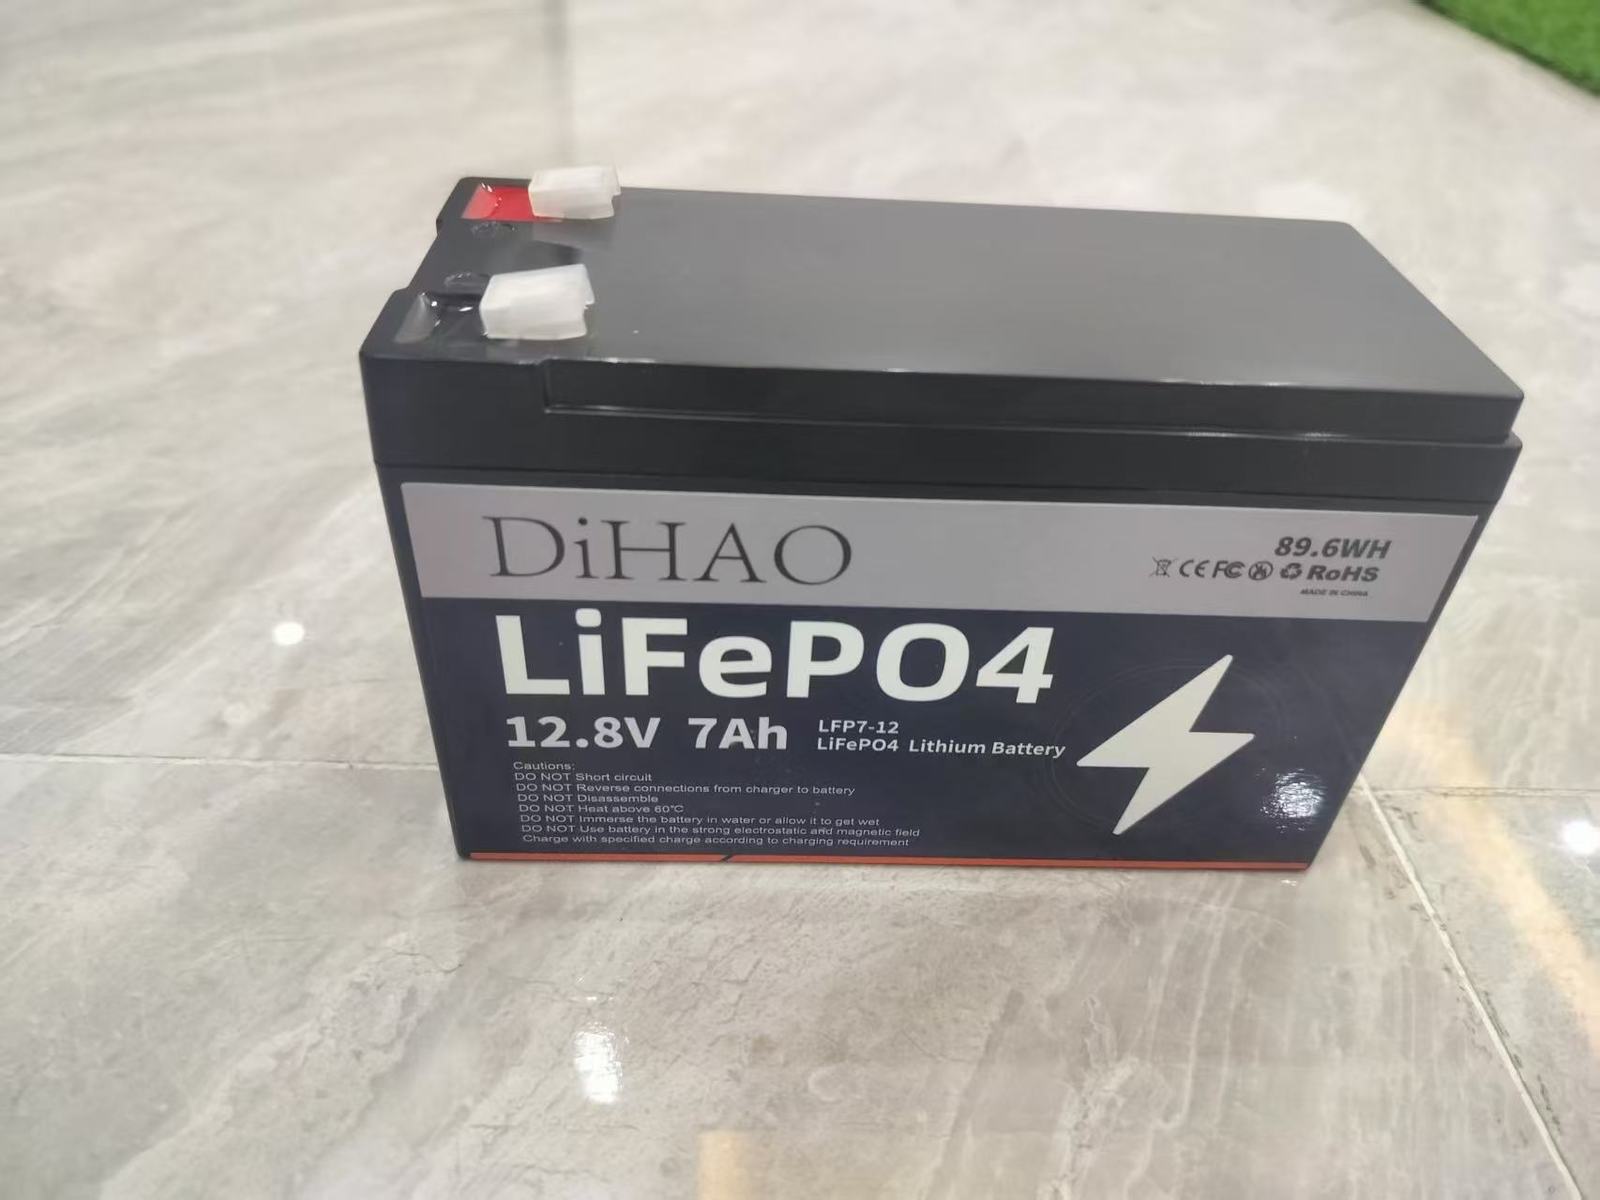 DiHAO
89.6WH
CE FC RoHS
MADE IN CHINA
LiFePO4
12.8V 7Ah
LFP7-12
LiFePO4 Lithium Battery
Cautions:
DO NOT Short circuit
DO NOT Reverse connections from charger to battery
DO NOT Disassemble
DO NOT Heat above 60℃
DO NOT Immerse the battery in water or allow it to get wet
DO NOT Use battery in the strong electrostatic and magnetic field
Charge with specified charge according to charging requirement